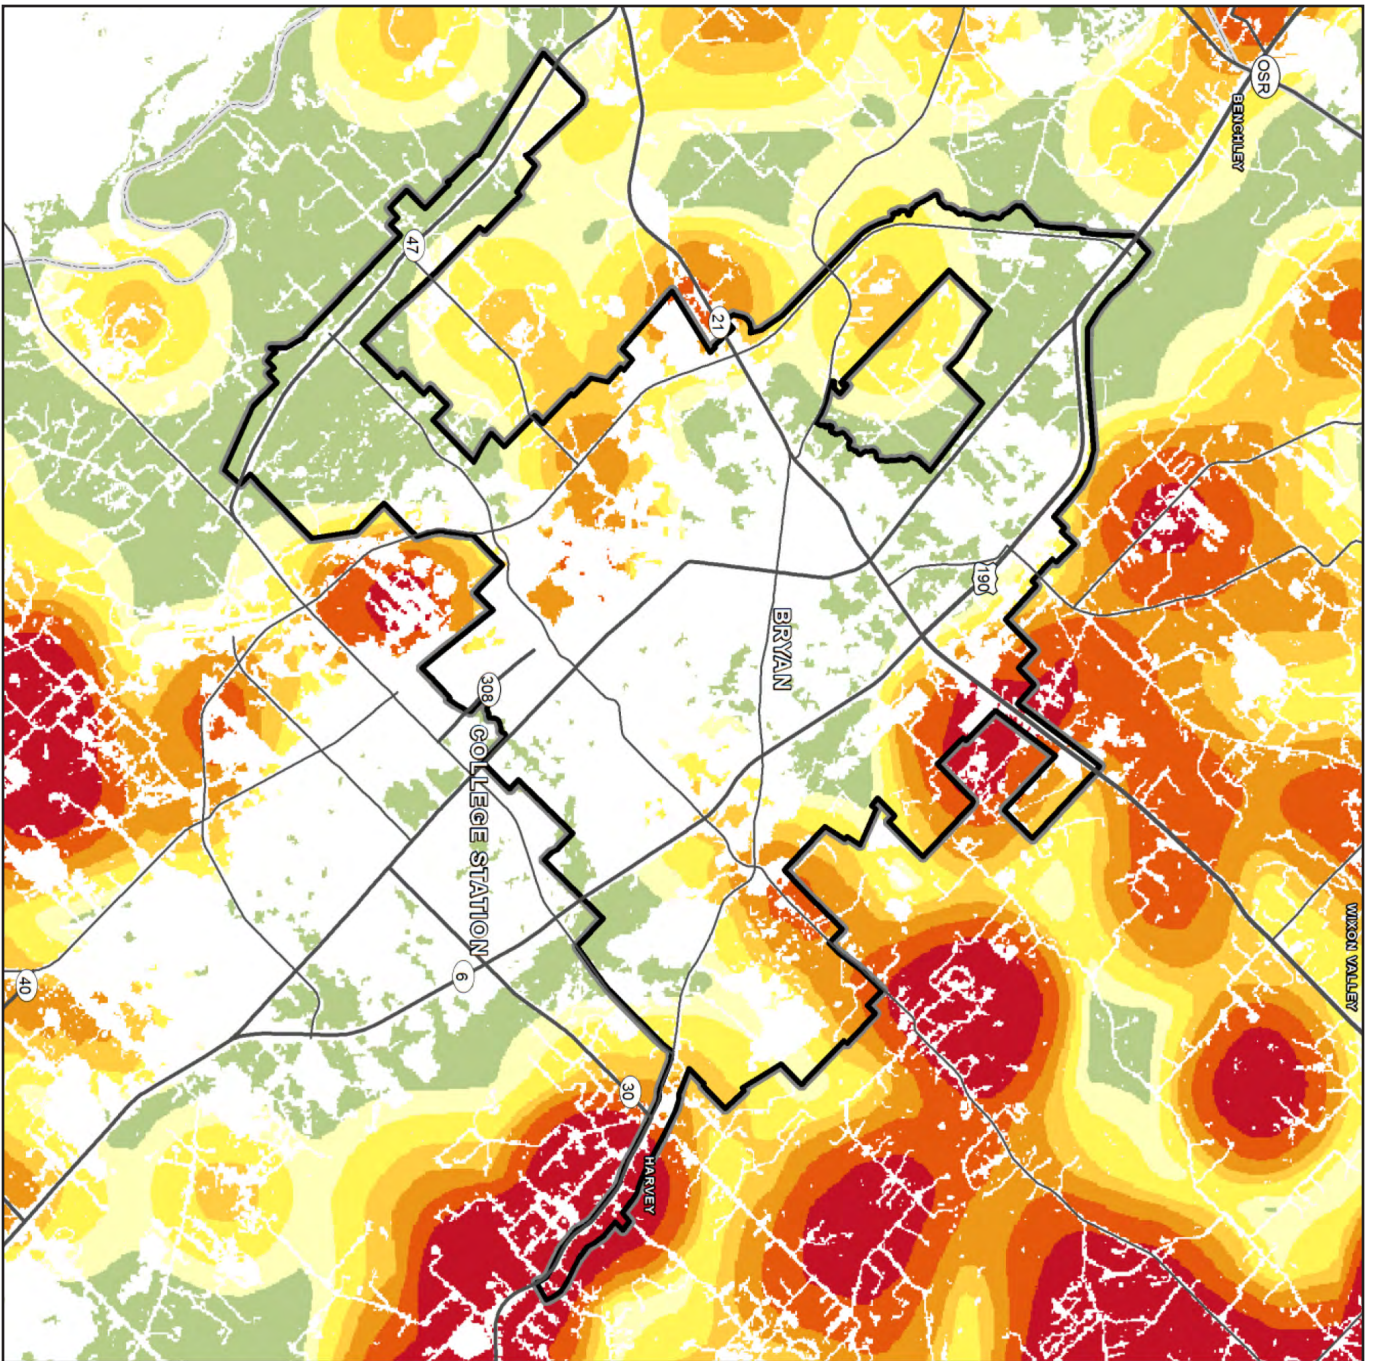 OSR
BENCHLEY
47
21
190
BRYAN
308
COLLEGE STATION
WIXON VALLEY
6
40
30
HARVEY